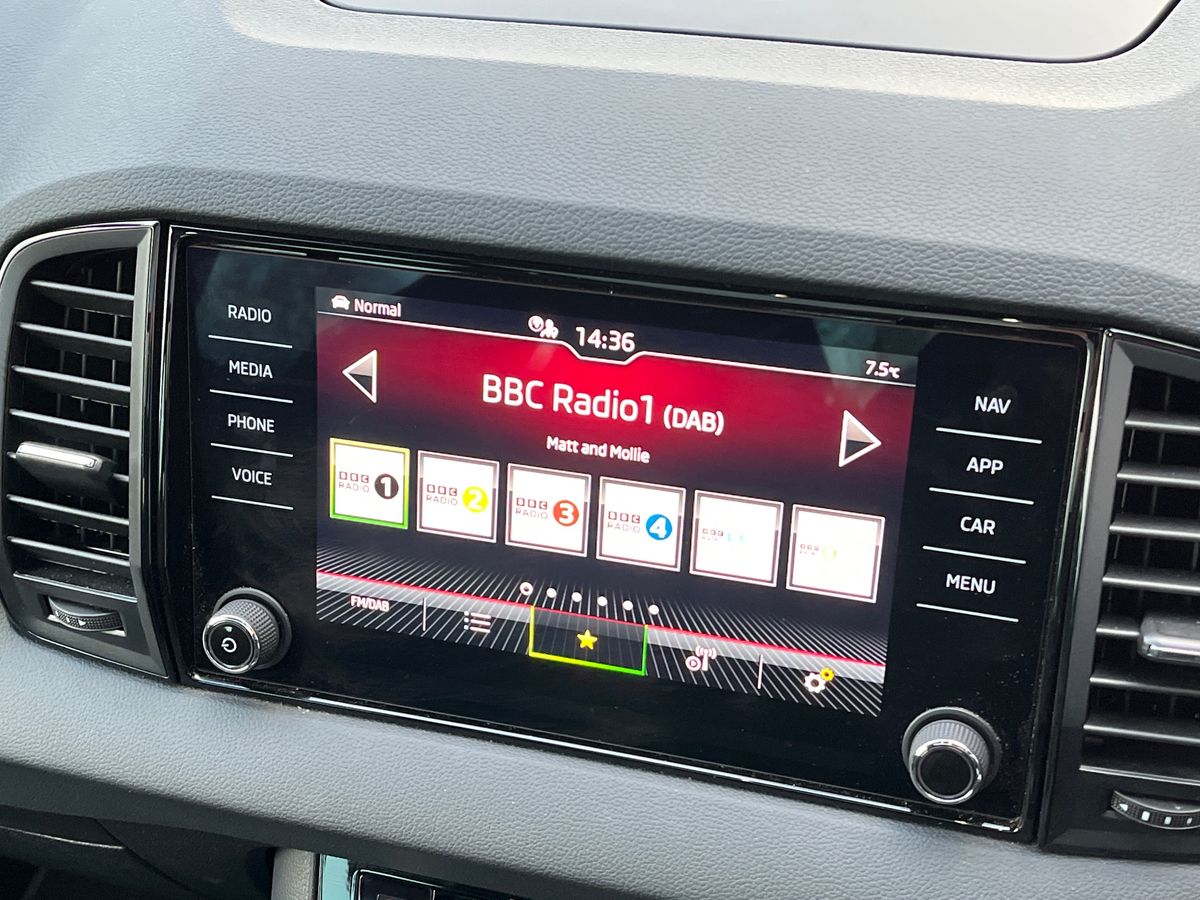 RADIO
MEDIA
PHONE
VOICE
Normal
14:36
7.5°C
BBC Radio1 (DAB)
Matt and Mollie
BBC RADIO 1
BBC RADIO 2
BBC RADIO 3
BBC RADIO 4
BBC
FM/DAB
NAV
APP
CAR
MENU